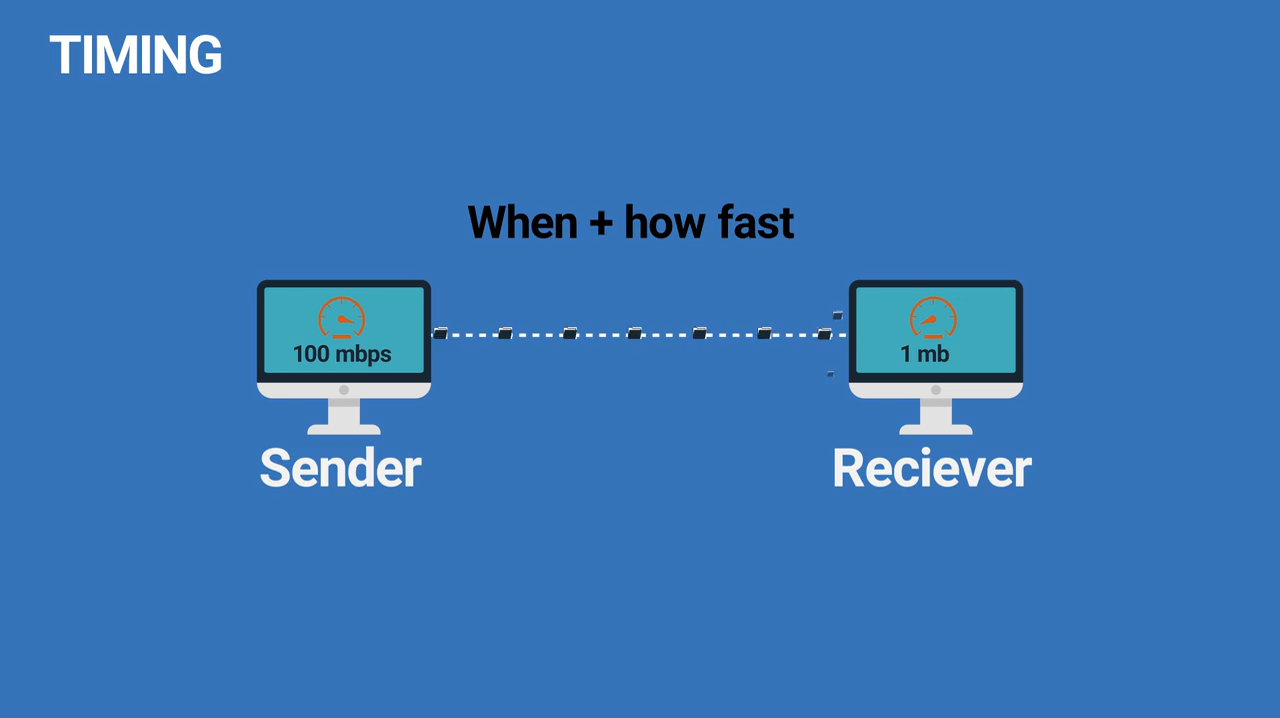 TIMING
When + how fast
100 mbps
1 mb
Sender
Reciever